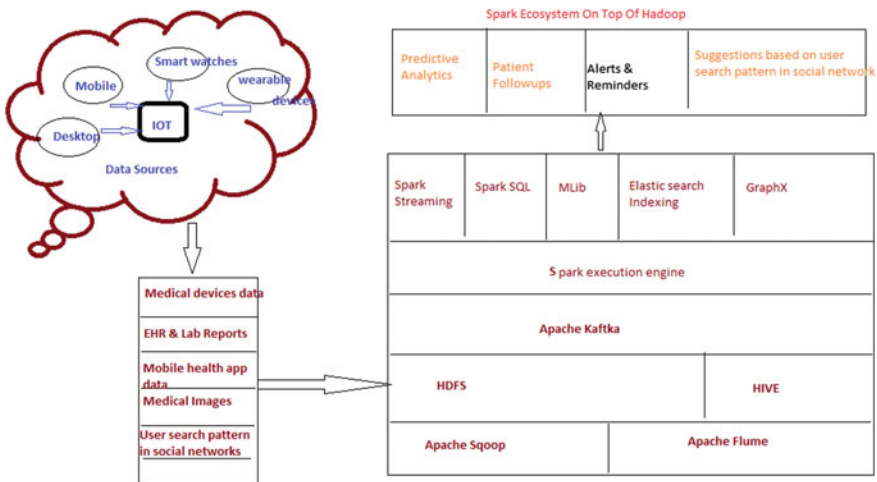 Spark Ecosystem On Top Of Hadoop
Smart watches
Mobile
wearable
devices
IOT
Desktop
Data Sources
Predictive
Analytics
Patient
Followups
Alerts &
Reminders
Suggestions based on user
search pattern in social network
Spark
Streaming
Spark SQL
MLib
Elastic search
Indexing
GraphX
S park execution engine
Apache Kaftka
HDFS
HIVE
Apache Sqoop
Apache Flume
Medical devices data
EHR & Lab Reports
Mobile health app
data
Medical Images
User search pattern
in social networks